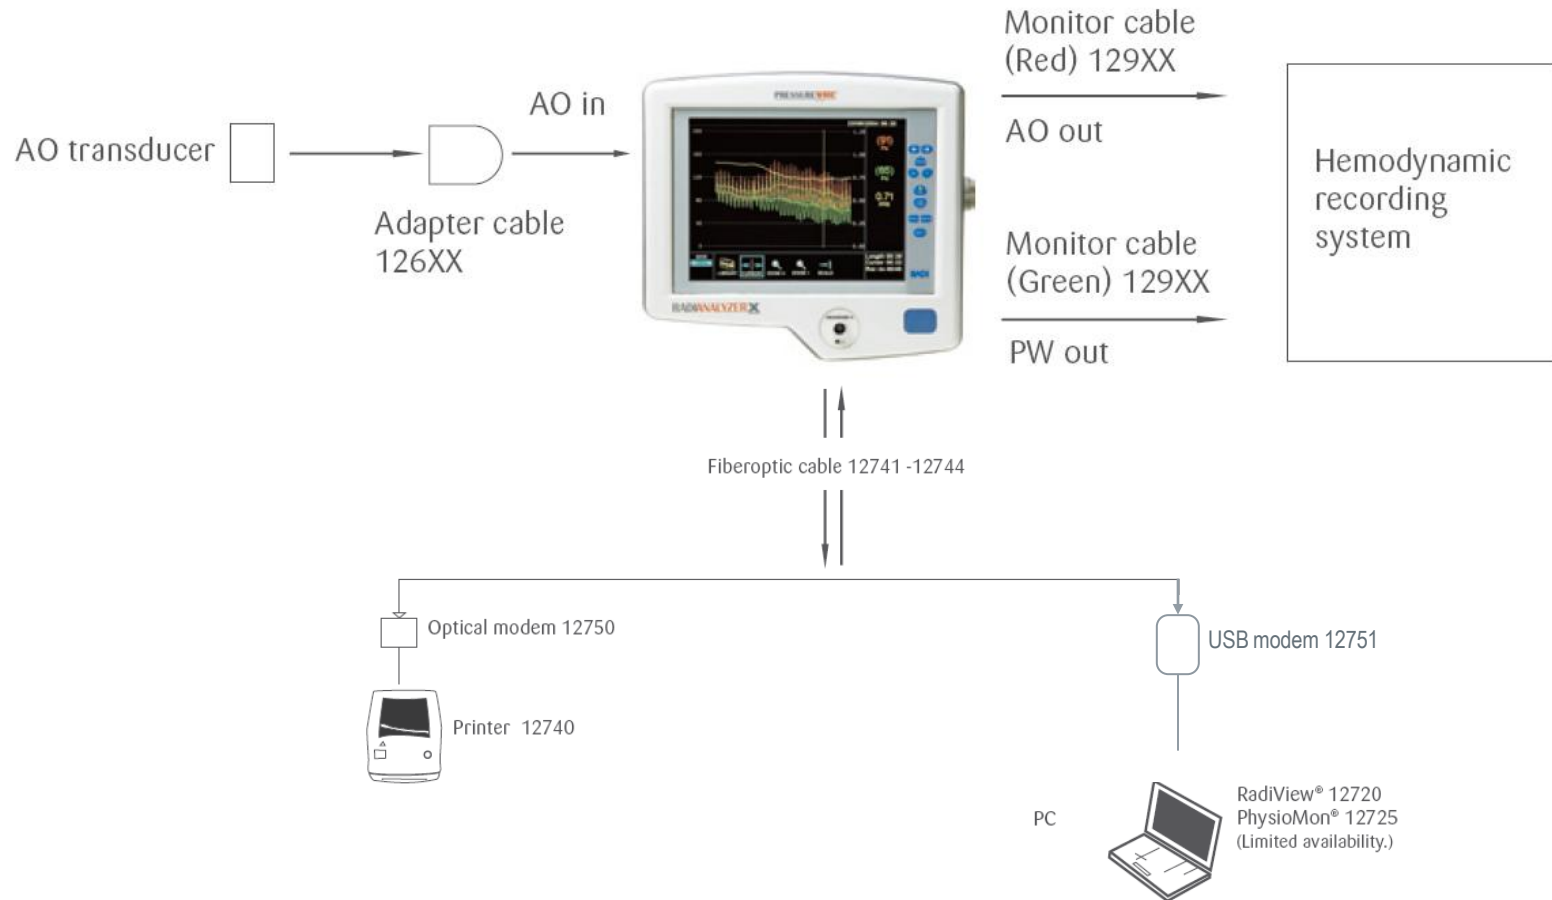 Monitor cable
(Red) 129XX
AO out
AO in
AO transducer
Adapter cable
126XX
PRESSUREWIRE
RADIANALYZER X
RADI
Hemodynamic
recording
system
Monitor cable
(Green) 129XX
PW out
Fiberoptic cable 12741 -12744
Optical modem 12750
Printer 12740
USB modem 12751
PC
RadiView® 12720
PhysioMon® 12725
(Limited availability.)